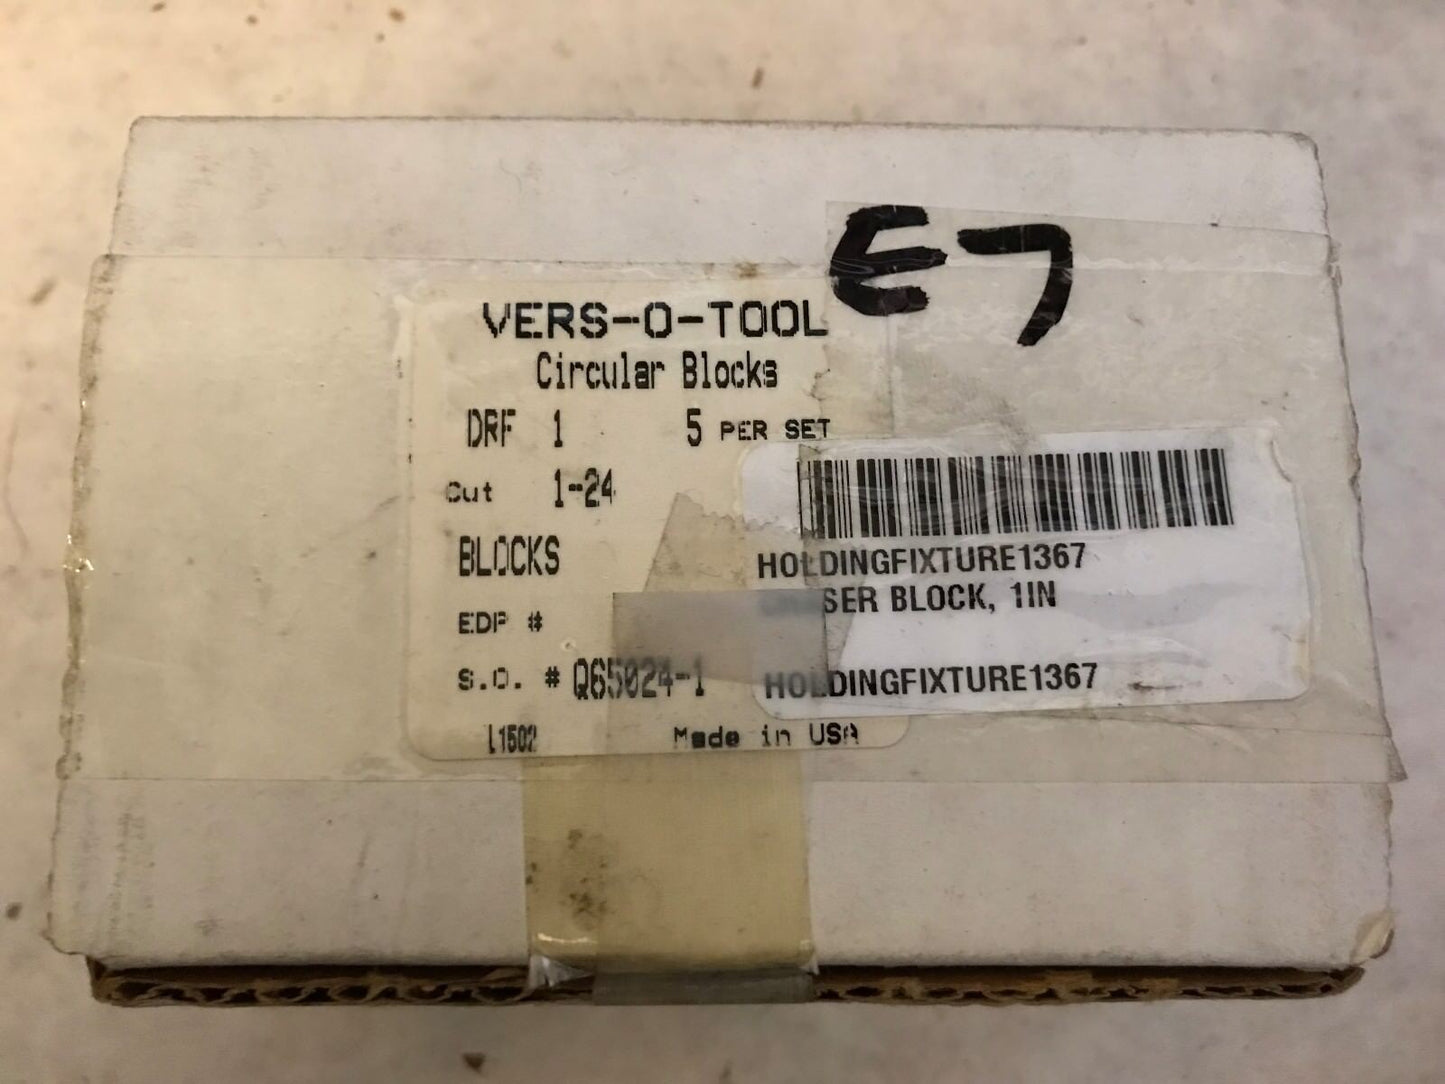 E7
VERS-O-TOOL
Circular Blocks
DRF 1 5 PER SET
Cut 1-24
BLOCKS
EDP #
S.O. # Q65024-1
L1502 Made in USA
HOLDINGFIXTURE1367
CHASER BLOCK, 1IN
HOLDINGFIXTURE1367